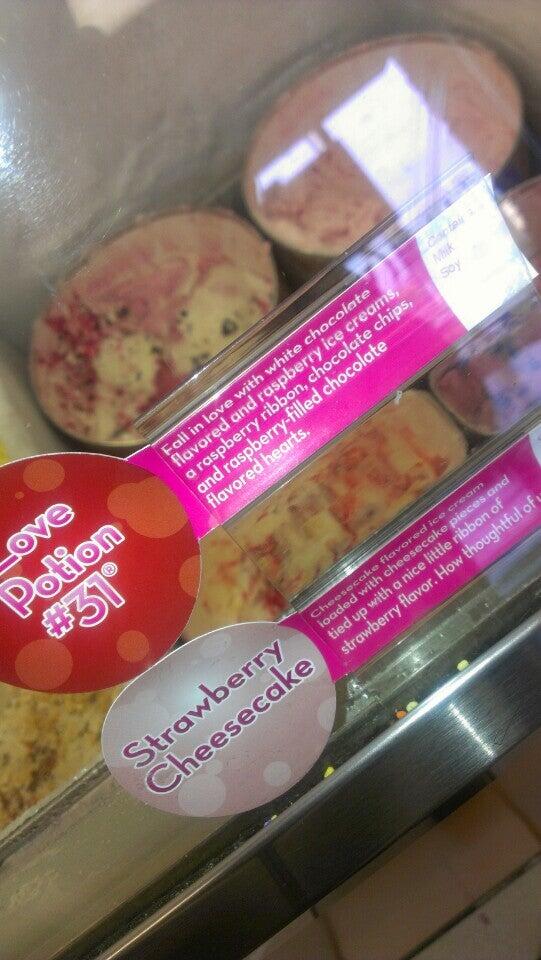 Love
Potion
#31®
Fall in love with white chocolate
flavored and raspberry ice creams,
a raspberry ribbon, chocolate chips,
and raspberry-filled chocolate
flavored hearts.
Milk
Soy
Strawberry
Cheesecake
Cheesecake flavored ice cream
loaded with cheesecake pieces and
tied up with a nice little ribbon of
strawberry flavor. How thoughtful of